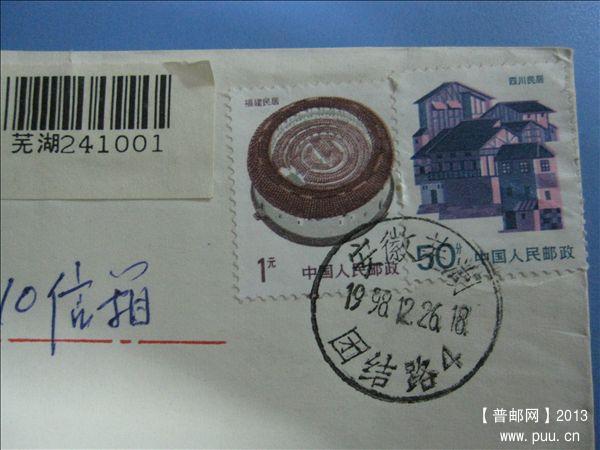 芜湖241001
福建民居
1元
中国人民邮政
四川民居
50分
中国人民邮政
安徽芜湖
1998.12.26.18
团结路
10信箱
【普邮网】2013
www.puu.cn